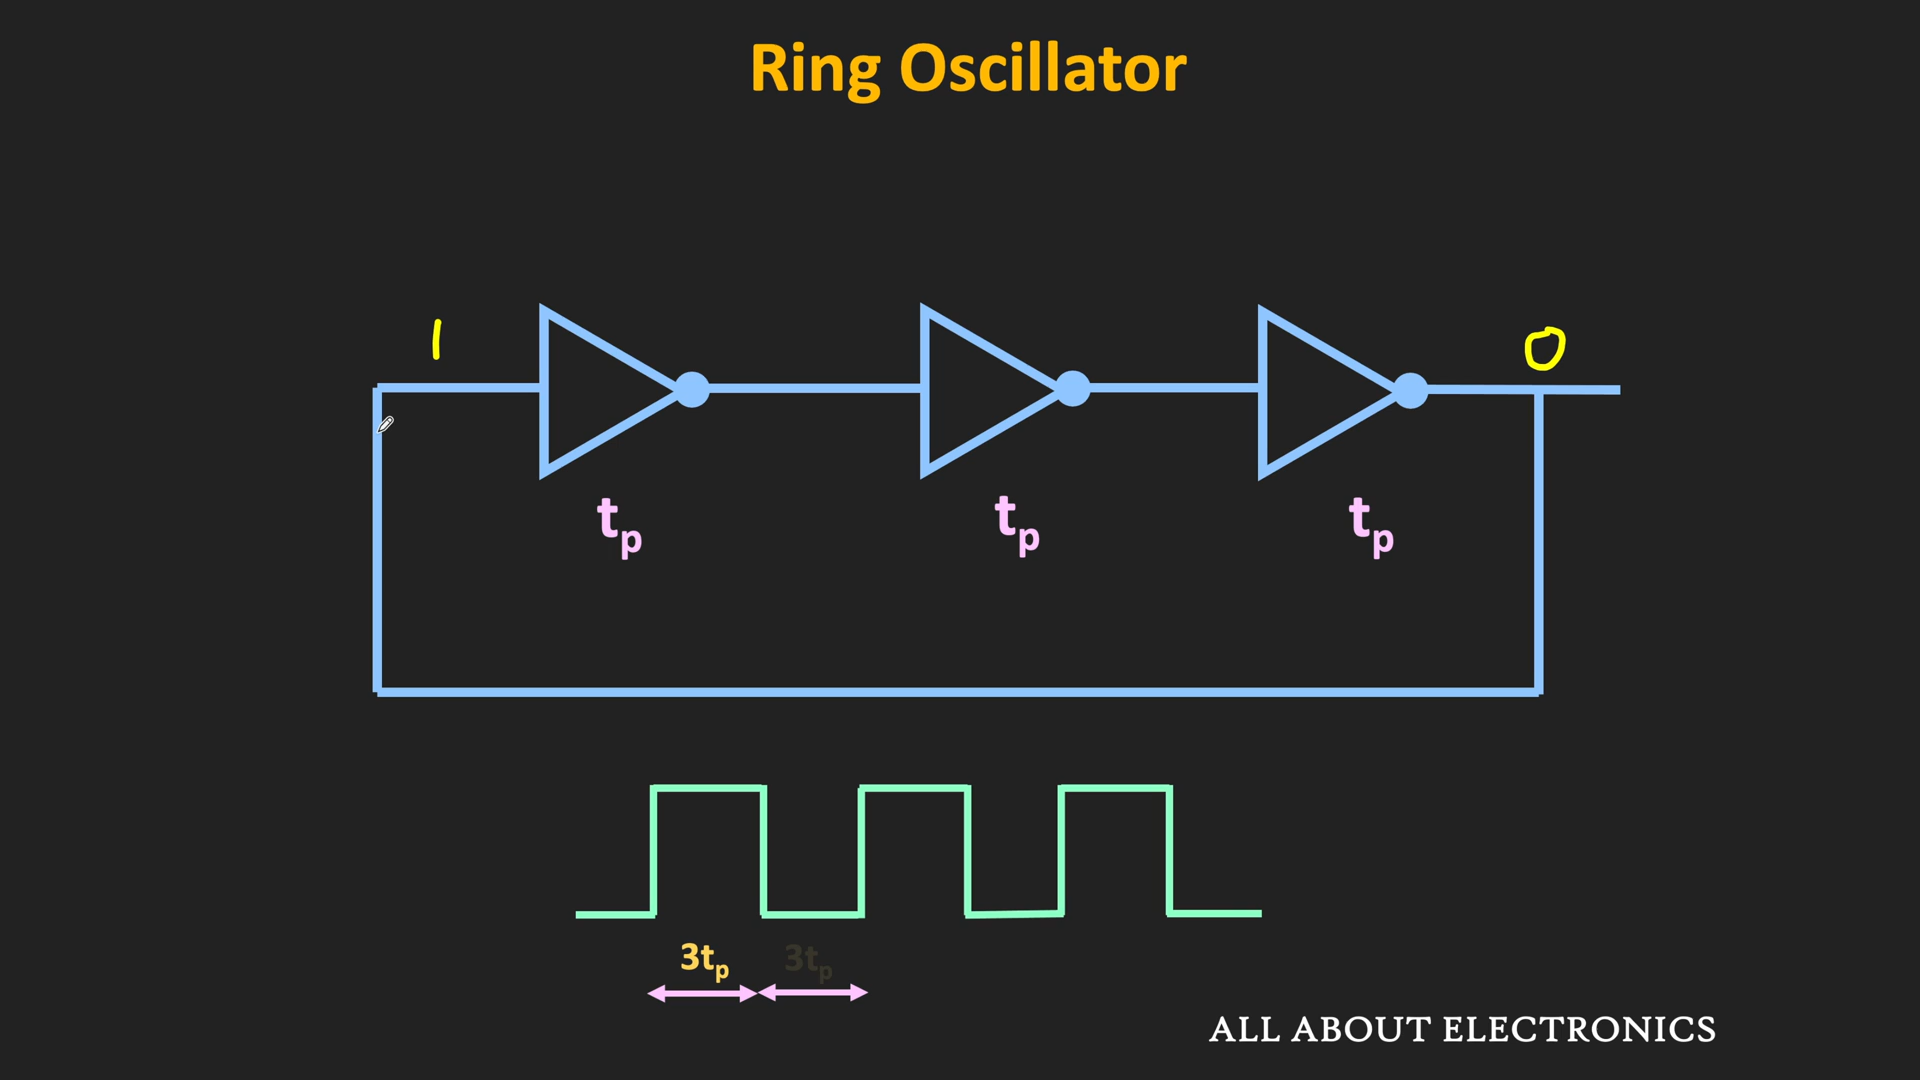 Ring Oscillator
1 0
tp tp tp
3tp 3tp
ALL ABOUT ELECTRONICS